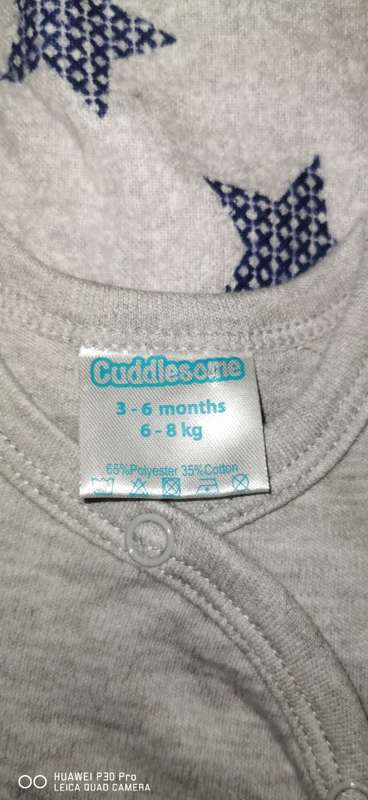 Cuddlesome
3 - 6 months
6 - 8 kg
65%Polyester 35%Cotton
HUAWEI P30 Pro
LEICA QUAD CAMERA